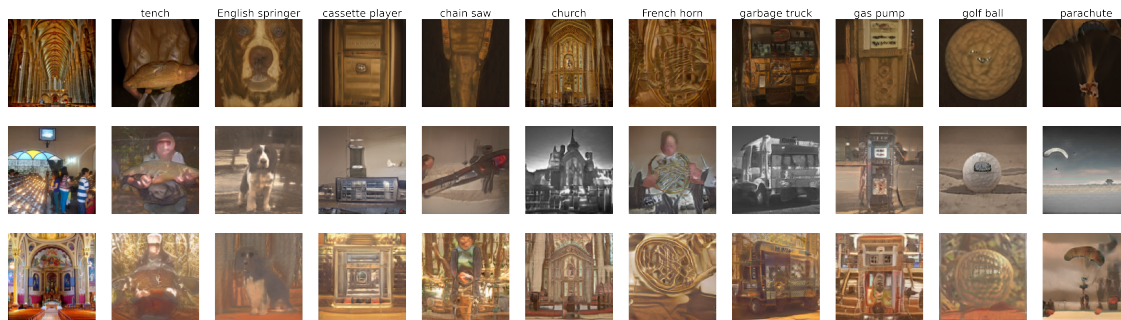 tench English springer cassette player chain saw church French horn garbage truck gas pump golf ball parachute